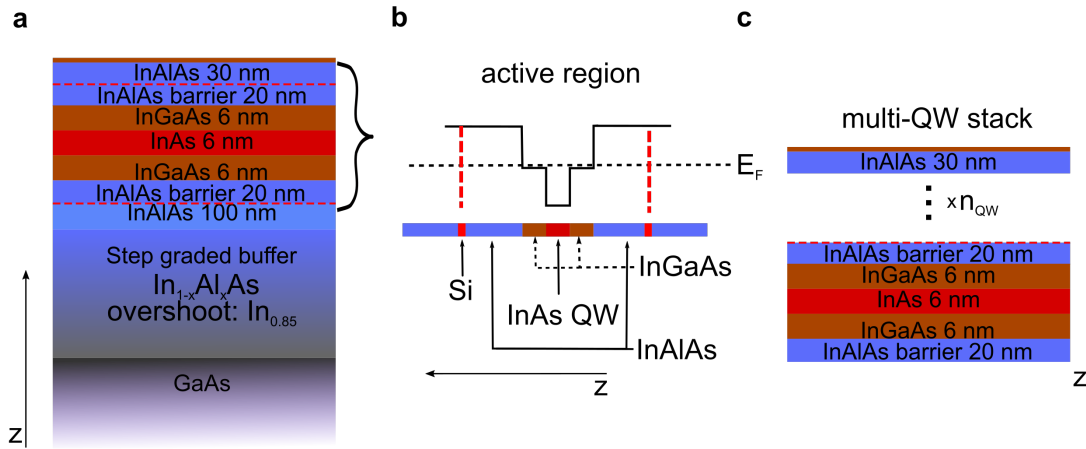 a
InAlAs 30 nm
InAlAs barrier 20 nm
InGaAs 6 nm
InAs 6 nm
InGaAs 6 nm
InAlAs barrier 20 nm
InAlAs 100 nm
Step graded buffer
In1-xAlxAs
overshoot: In0.85
GaAs
z
b
active region
EF
InGaAs
Si
InAs QW
InAlAs
z
c
multi-QW stack
InAlAs 30 nm
x nQW
InAlAs barrier 20 nm
InGaAs 6 nm
InAs 6 nm
InGaAs 6 nm
InAlAs barrier 20 nm
z